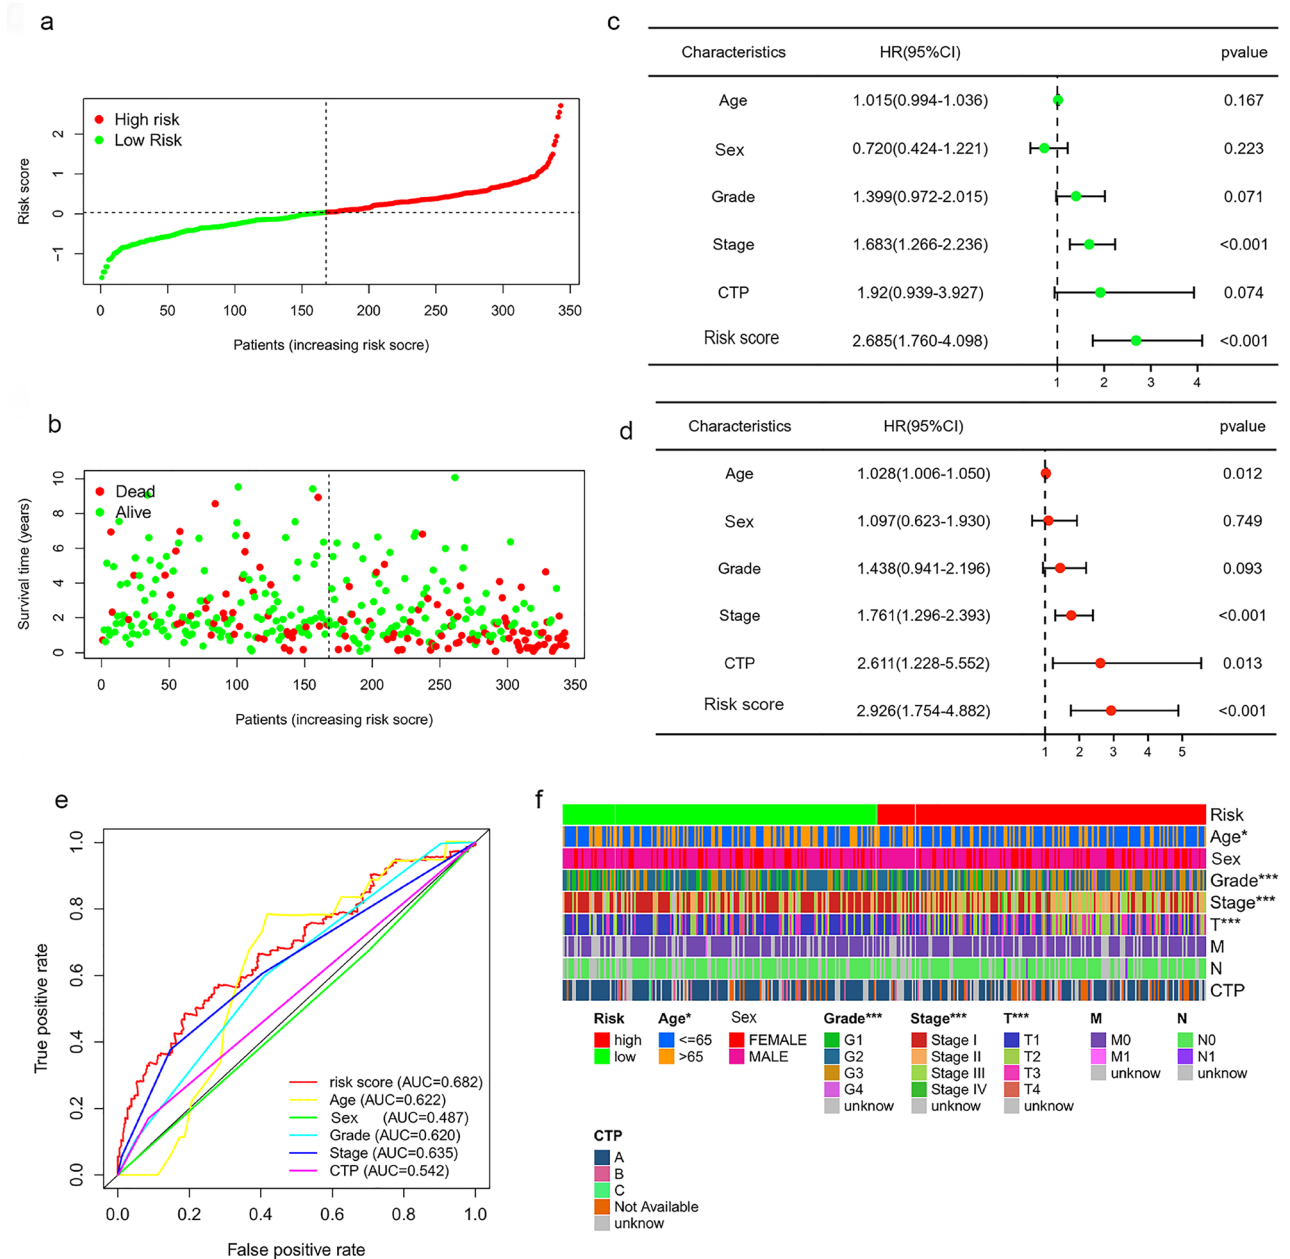 a
High risk
Low Risk
Risk score
2
1
0
−1
0 50 100 150 200 250 300 350
Patients (increasing risk socre)
b
Dead
Alive
Survival time (years)
10
8
6
4
2
0
0 50 100 150 200 250 300 350
Patients (increasing risk socre)
c
Characteristics HR(95%CI) pvalue
Age 1.015(0.994-1.036) 0.167
Sex 0.720(0.424-1.221) 0.223
Grade 1.399(0.972-2.015) 0.071
Stage 1.683(1.266-2.236) <0.001
CTP 1.92(0.939-3.927) 0.074
Risk score 2.685(1.760-4.098) <0.001
1 2 3 4
d
Characteristics HR(95%CI) pvalue
Age 1.028(1.006-1.050) 0.012
Sex 1.097(0.623-1.930) 0.749
Grade 1.438(0.941-2.196) 0.093
Stage 1.761(1.296-2.393) <0.001
CTP 2.611(1.228-5.552) 0.013
Risk score 2.926(1.754-4.882) <0.001
1 2 3 4 5
e
True positive rate
1.0
0.8
0.6
0.4
0.2
0.0
risk score (AUC=0.682)
Age (AUC=0.622)
Sex (AUC=0.487)
Grade (AUC=0.620)
Stage (AUC=0.635)
CTP (AUC=0.542)
0.0 0.2 0.4 0.6 0.8 1.0
False positive rate
f
Risk
Age*
Sex
Grade***
Stage***
T***
M
N
CTP
Risk
high
low
Age*
<=65
>65
Sex
FEMALE
MALE
Grade***
G1
G2
G3
G4
unknow
Stage***
Stage I
Stage II
Stage III
Stage IV
unknow
T***
T1
T2
T3
T4
unknow
M
M0
M1
unknow
N
N0
N1
unknow
CTP
A
B
C
Not Available
unknow